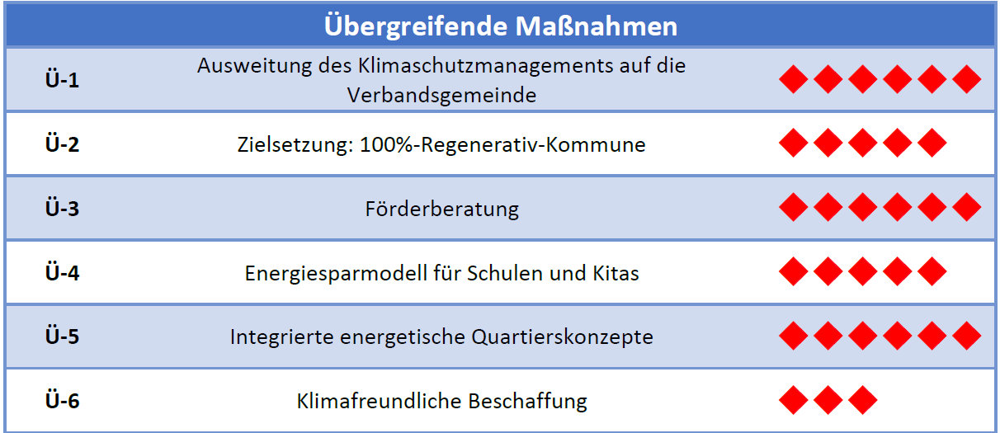 Übergreifende Maßnahmen
Ü-1
Ausweitung des Klimaschutzmanagements auf die
Verbandsgemeinde
Ü-2
Zielsetzung: 100%-Regenerativ-Kommune
Ü-3
Förderberatung
Ü-4
Energiesparmodell für Schulen und Kitas
Ü-5
Integrierte energetische Quartierskonzepte
Ü-6
Klimafreundliche Beschaffung